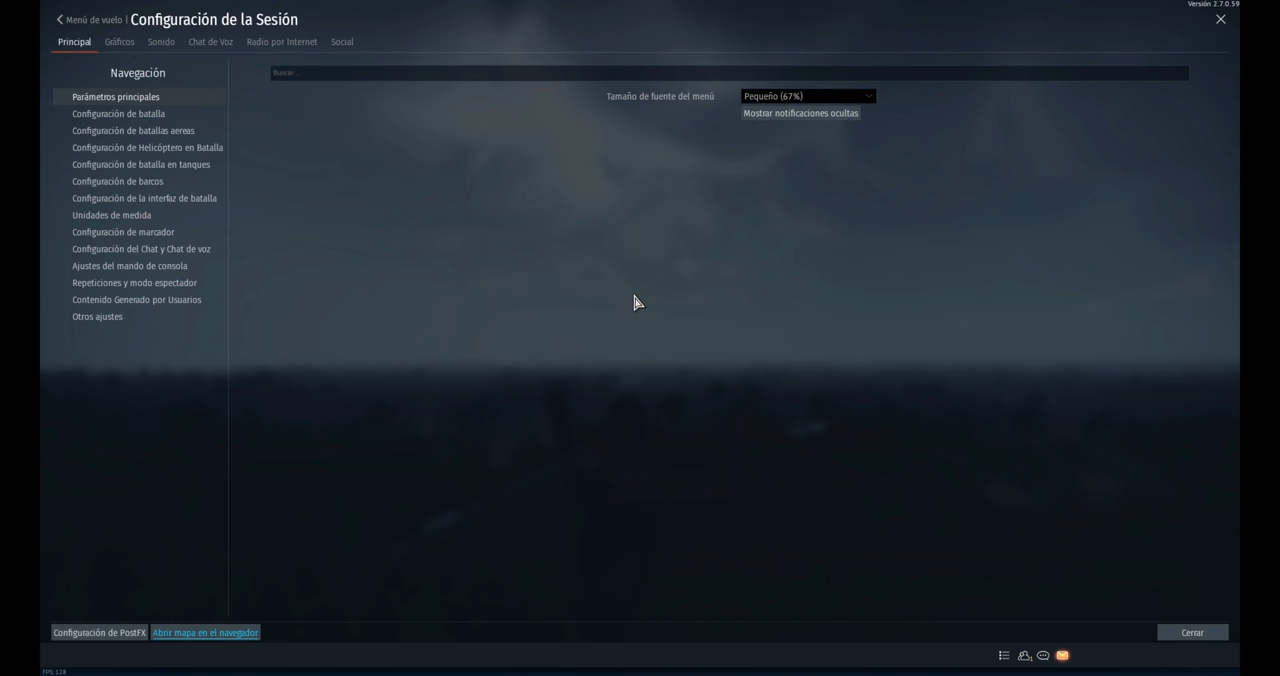 Versión 2.7.0.59
Menú de vuelo | Configuración de la Sesión
Principal Gráficos Sonido Chat de Voz Radio por Internet Social
Navegación
Buscar...
Parámetros principales
Tamaño de fuente del menú Pequeño (67%)
Configuración de batalla
Mostrar notificaciones ocultas
Configuración de batallas aereas
Configuración de Helicóptero en Batalla
Configuración de batalla en tanques
Configuración de barcos
Configuración de la interfaz de batalla
Unidades de medida
Configuración de marcador
Configuración del Chat y Chat de voz
Ajustes del mando de consola
Repeticiones y modo espectador
Contenido Generado por Usuarios
Otros ajustes
Configuración de PostFX Abrir mapa en el navegador Cerrar
1
FPS: 128